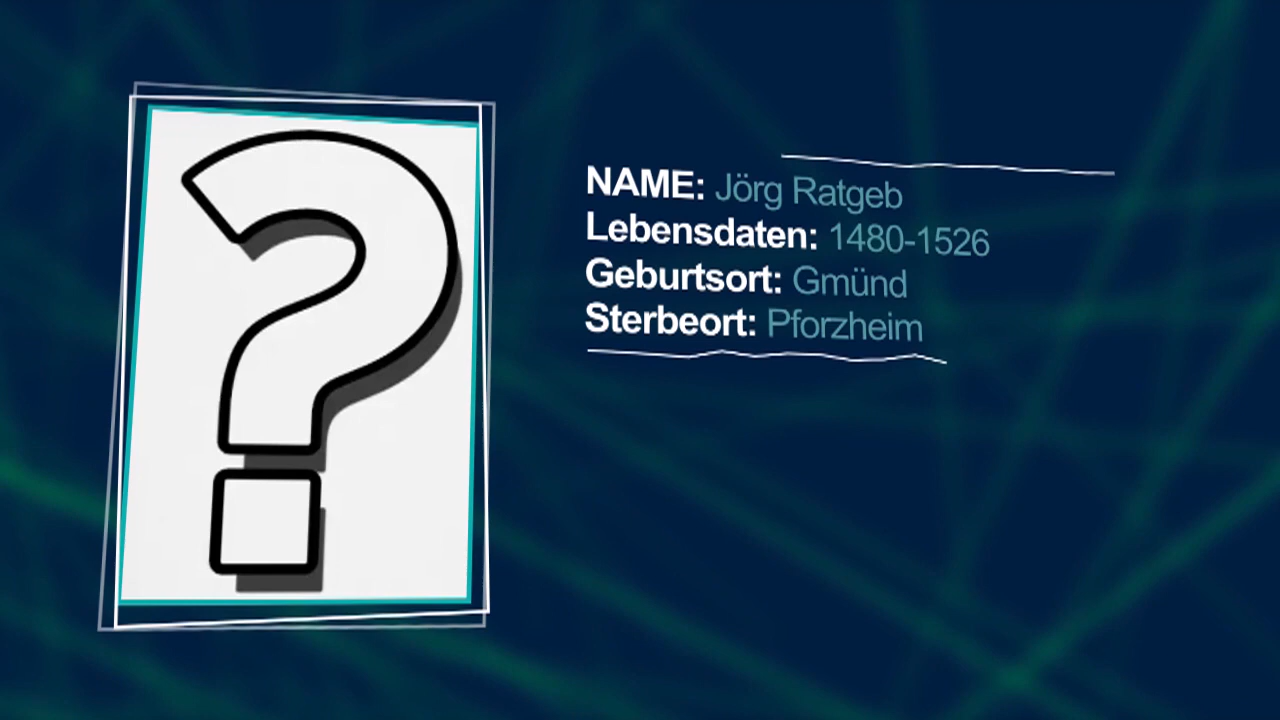 NAME: Jörg Ratgeb
Lebensdaten: 1480-1526
Geburtsort: Gmünd
Sterbeort: Pforzheim